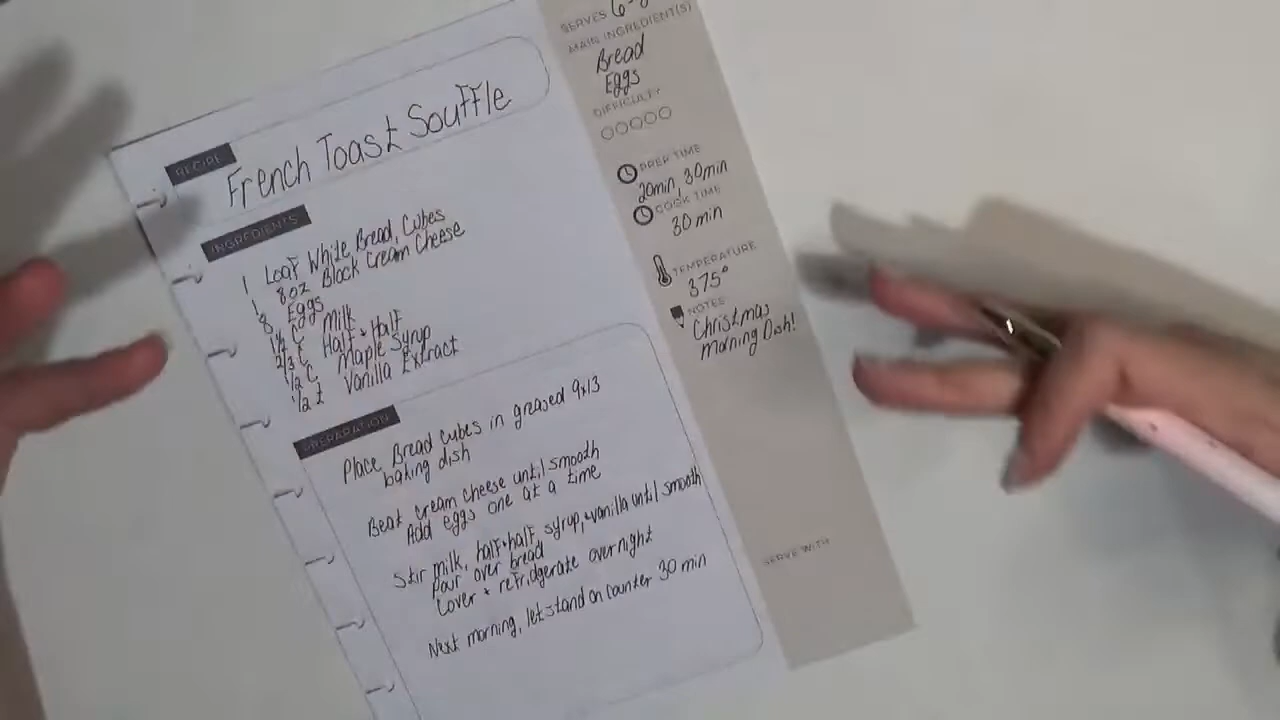 RECIPE
French Toast Souffle
INGREDIENTS
1 Loaf White Bread, Cubes
1 8oz Block Cream Cheese
8 Eggs
1½ C Milk
2/3 C Half + Half
1/2 C Maple Syrup
1/2 t Vanilla Extract
PREPARATION
Place Bread Cubes in greased 9x13
baking dish
Beat cream cheese until smooth
Add eggs one at a time
Stir milk, half+half, syrup, +vanilla until smooth
Pour over bread
Cover + refridgerate overnight
Next morning, let stand on counter 30 min
SERVES 6-8
MAIN INGREDIENT(S)
Bread
Eggs
DIFFICULTY
PREP TIME
20min, 30min
COOK TIME
30 min
TEMPERATURE
375°
NOTES
Christmas
morning Dish!
SERVE WITH